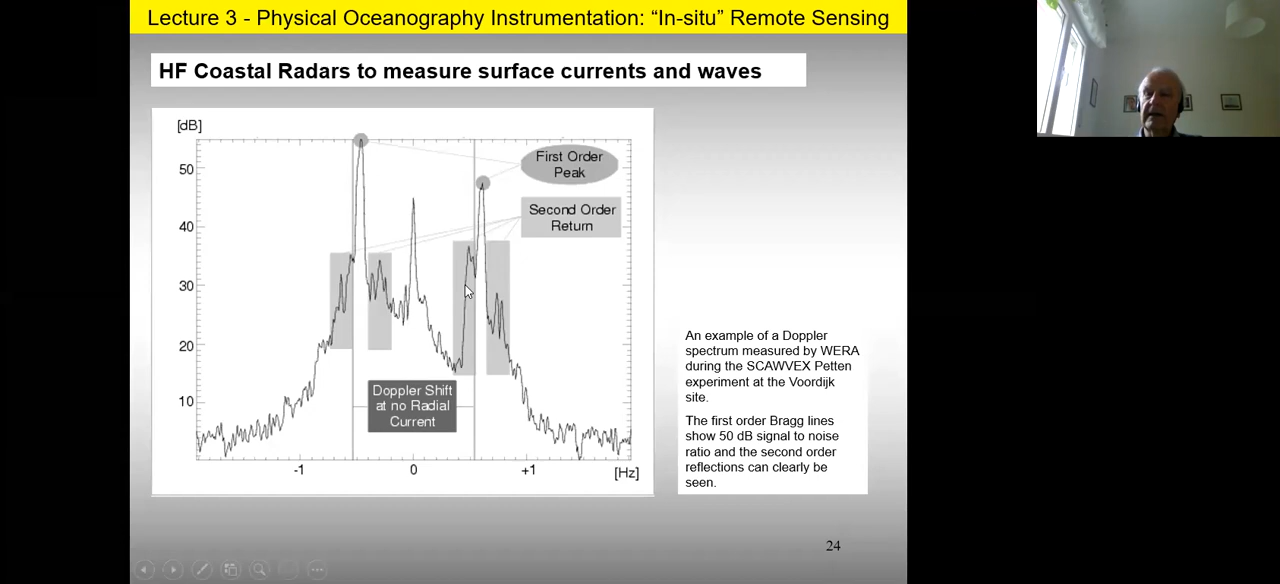 Lecture 3 - Physical Oceanography Instrumentation: “In-situ” Remote Sensing
HF Coastal Radars to measure surface currents and waves
[dB]
50
40
30
20
10
First Order
Peak
Second Order
Return
Doppler Shift
at no Radial
Current
-1
0
+1
[Hz]
An example of a Doppler
spectrum measured by WERA
during the SCAWVEX Petten
experiment at the Voordijk
site.
The first order Bragg lines
show 50 dB signal to noise
ratio and the second order
reflections can clearly be
seen.
24